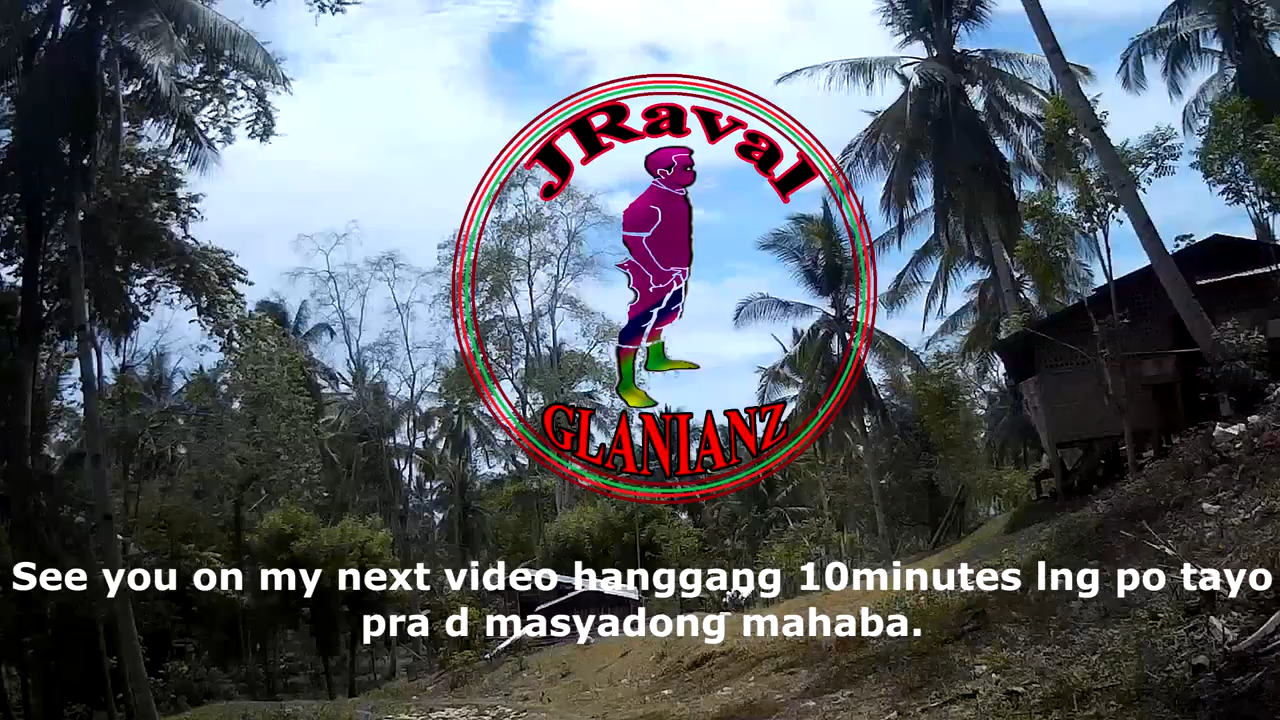 JRaval
GLANIANZ
See you on my next video hanggang 10minutes lng po tayo
pra d masyadong mahaba.